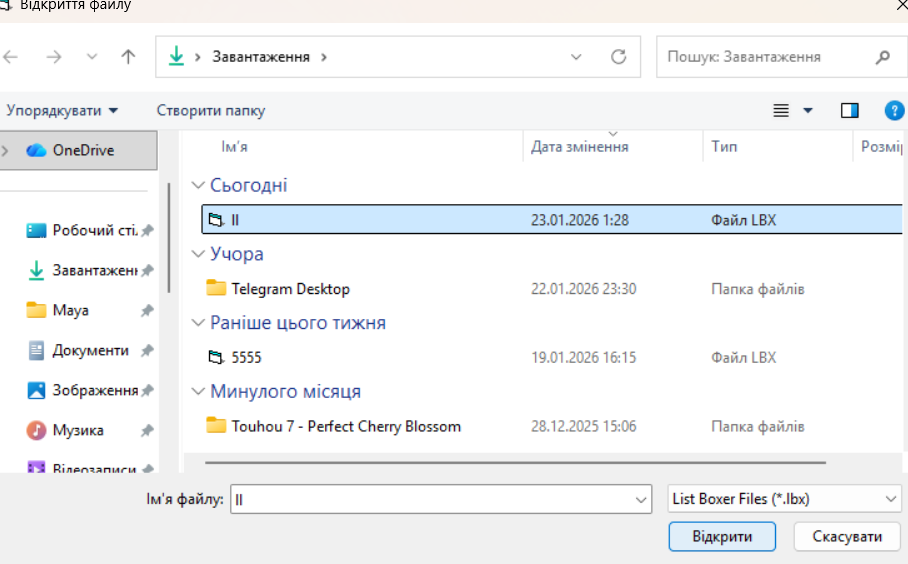 Відкриття файлу
Завантаження
Пошук: Завантаження
Упорядкувати
Створити папку
OneDrive
Робочий сті.
Завантажен
Maya
Документи
Зображення
Музика
Відеозаписи
Ім'я
Дата змінення
Тип
Розмі
Сьогодні
ІІ
23.01.2026 1:28
Файл LBX
Учора
Telegram Desktop
22.01.2026 23:30
Папка файлів
Раніше цього тижня
5555
19.01.2026 16:15
Файл LBX
Минулого місяця
Touhou 7 - Perfect Cherry Blossom
28.12.2025 15:06
Папка файлів
Ім'я файлу:
ІІ
List Boxer Files (*.lbx)
Відкрити
Скасувати